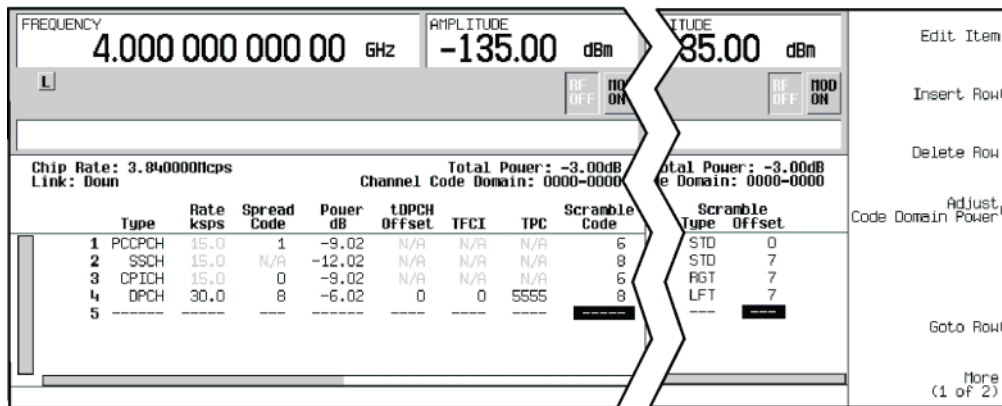 FREQUENCY
4.000 000 000 00 GHz
AMPLITUDE
-135.00 dBm
ITUDE
35.00 dBm
L
RF OFF
MO ON
RF OFF
MOD ON
Chip Rate: 3.840000Mcps
Total Power: -3.00dB
otal Power: -3.00dB
Link: Down
Channel Code Domain: 0000-0000
e Domain: 0000-0000
Type Rate ksps Spread Code Power dB tDPCH Offset TFCI TPC Scramble Code Scramble Type Offset
1 PCCPCH 15.0 1 -9.02 N/A N/A N/A 6 STD 0
2 SSCH 15.0 N/A -12.02 N/A N/A N/A 8 STD 7
3 CPICH 15.0 0 -9.02 N/A N/A N/A 6 RGT 7
4 DPCH 30.0 8 -6.02 0 0 5555 8 LFT 7
5 ------ ----- --- ------ ---- ---- ---- ----- --- ---
Edit Item
Insert Row
Delete Row
Adjust
Code Domain Power
Goto Row
More
(1 of 2)